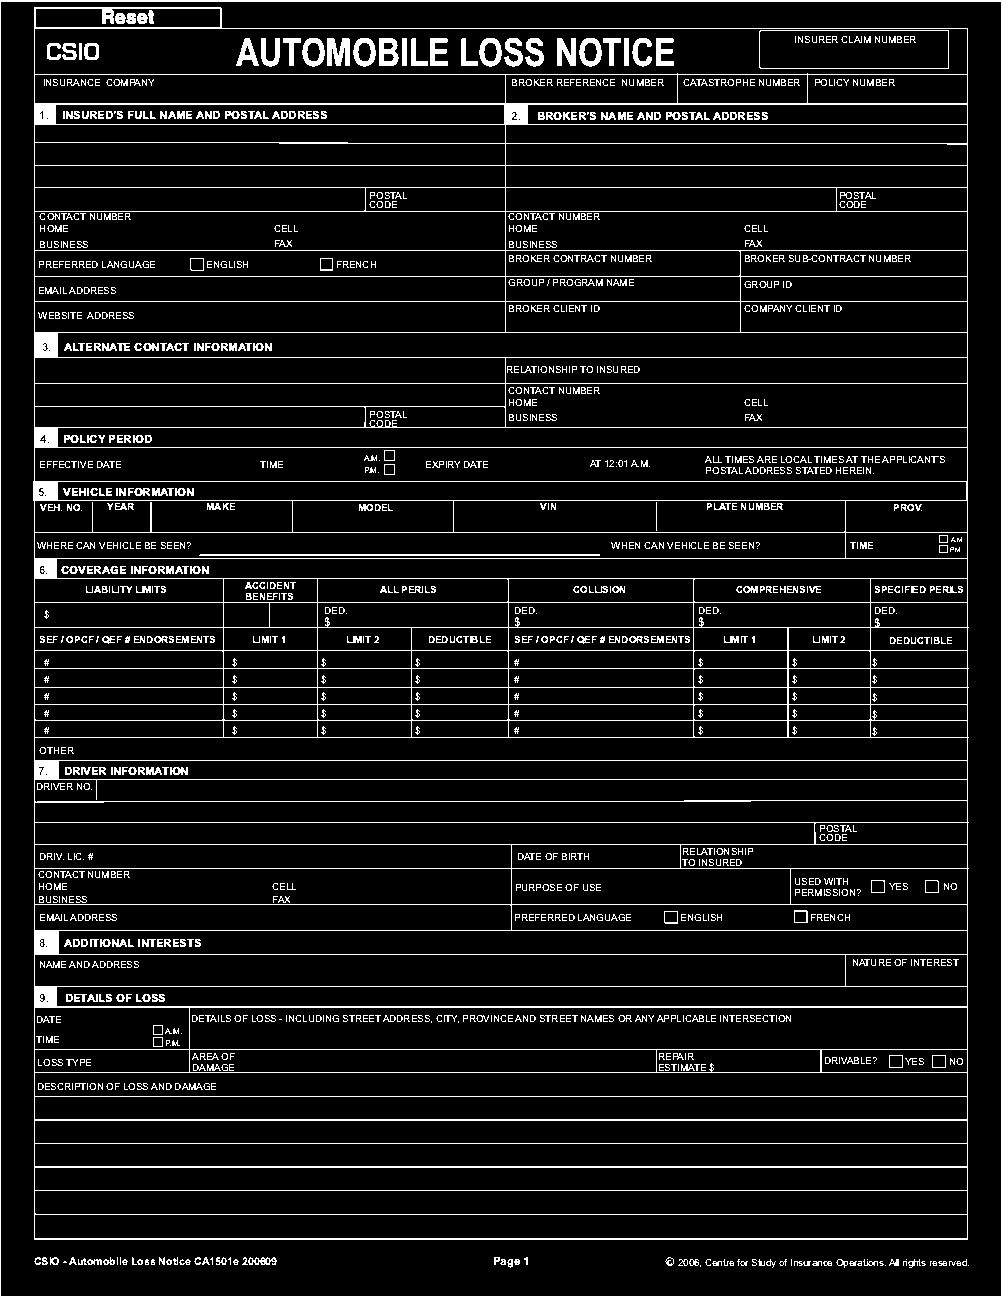 Reset
CSIO AUTOMOBILE LOSS NOTICE INSURER CLAIM NUMBER
INSURANCE COMPANY BROKER REFERENCE NUMBER CATASTROPHE NUMBER POLICY NUMBER
1. INSURED'S FULL NAME AND POSTAL ADDRESS 2. BROKER'S NAME AND POSTAL ADDRESS
POSTAL CODE POSTAL CODE
CONTACT NUMBER CONTACT NUMBER
HOME CELL HOME CELL
BUSINESS FAX BUSINESS FAX
PREFERRED LANGUAGE ENGLISH FRENCH BROKER CONTRACT NUMBER BROKER SUB-CONTRACT NUMBER
EMAIL ADDRESS GROUP / PROGRAM NAME GROUP ID
WEBSITE ADDRESS BROKER CLIENT ID COMPANY CLIENT ID
3. ALTERNATE CONTACT INFORMATION
RELATIONSHIP TO INSURED
CONTACT NUMBER
HOME CELL
POSTAL CODE BUSINESS FAX
4. POLICY PERIOD
EFFECTIVE DATE TIME A.M. P.M. EXPIRY DATE AT 12:01 A.M. ALL TIMES ARE LOCAL TIMES AT THE APPLICANT'S
POSTAL ADDRESS STATED HEREIN.
5. VEHICLE INFORMATION
VEH. NO. YEAR MAKE MODEL VIN PLATE NUMBER PROV.
WHERE CAN VEHICLE BE SEEN? WHEN CAN VEHICLE BE SEEN? TIME AM PM
6. COVERAGE INFORMATION
LIABILITY LIMITS ACCIDENT BENEFITS ALL PERILS COLLISION COMPREHENSIVE SPECIFIED PERILS
$ DED. $ DED. $ DED. $ DED. $
SEF / OPCF / QEF # ENDORSEMENTS LIMIT 1 LIMIT 2 DEDUCTIBLE SEF / OPCF / QEF # ENDORSEMENTS LIMIT 1 LIMIT 2 DEDUCTIBLE
# $ $ $ # $ $ $
# $ $ $ # $ $ $
# $ $ $ # $ $ $
# $ $ $ # $ $ $
# $ $ $ # $ $ $
OTHER
7. DRIVER INFORMATION
DRIVER NO.
POSTAL CODE
DRIV. LIC. # DATE OF BIRTH RELATIONSHIP TO INSURED
CONTACT NUMBER
HOME CELL PURPOSE OF USE USED WITH PERMISSION? YES NO
BUSINESS FAX
EMAIL ADDRESS PREFERRED LANGUAGE ENGLISH FRENCH
8. ADDITIONAL INTERESTS
NAME AND ADDRESS NATURE OF INTEREST
9. DETAILS OF LOSS
DATE DETAILS OF LOSS - INCLUDING STREET ADDRESS, CITY, PROVINCE AND STREET NAMES OR ANY APPLICABLE INTERSECTION
TIME A.M. P.M.
LOSS TYPE AREA OF DAMAGE REPAIR ESTIMATE $ DRIVABLE? YES NO
DESCRIPTION OF LOSS AND DAMAGE
CSIO - Automobile Loss Notice CA1501e 200609 Page 1 © 2006, Centre for Study of Insurance Operations. All rights reserved.